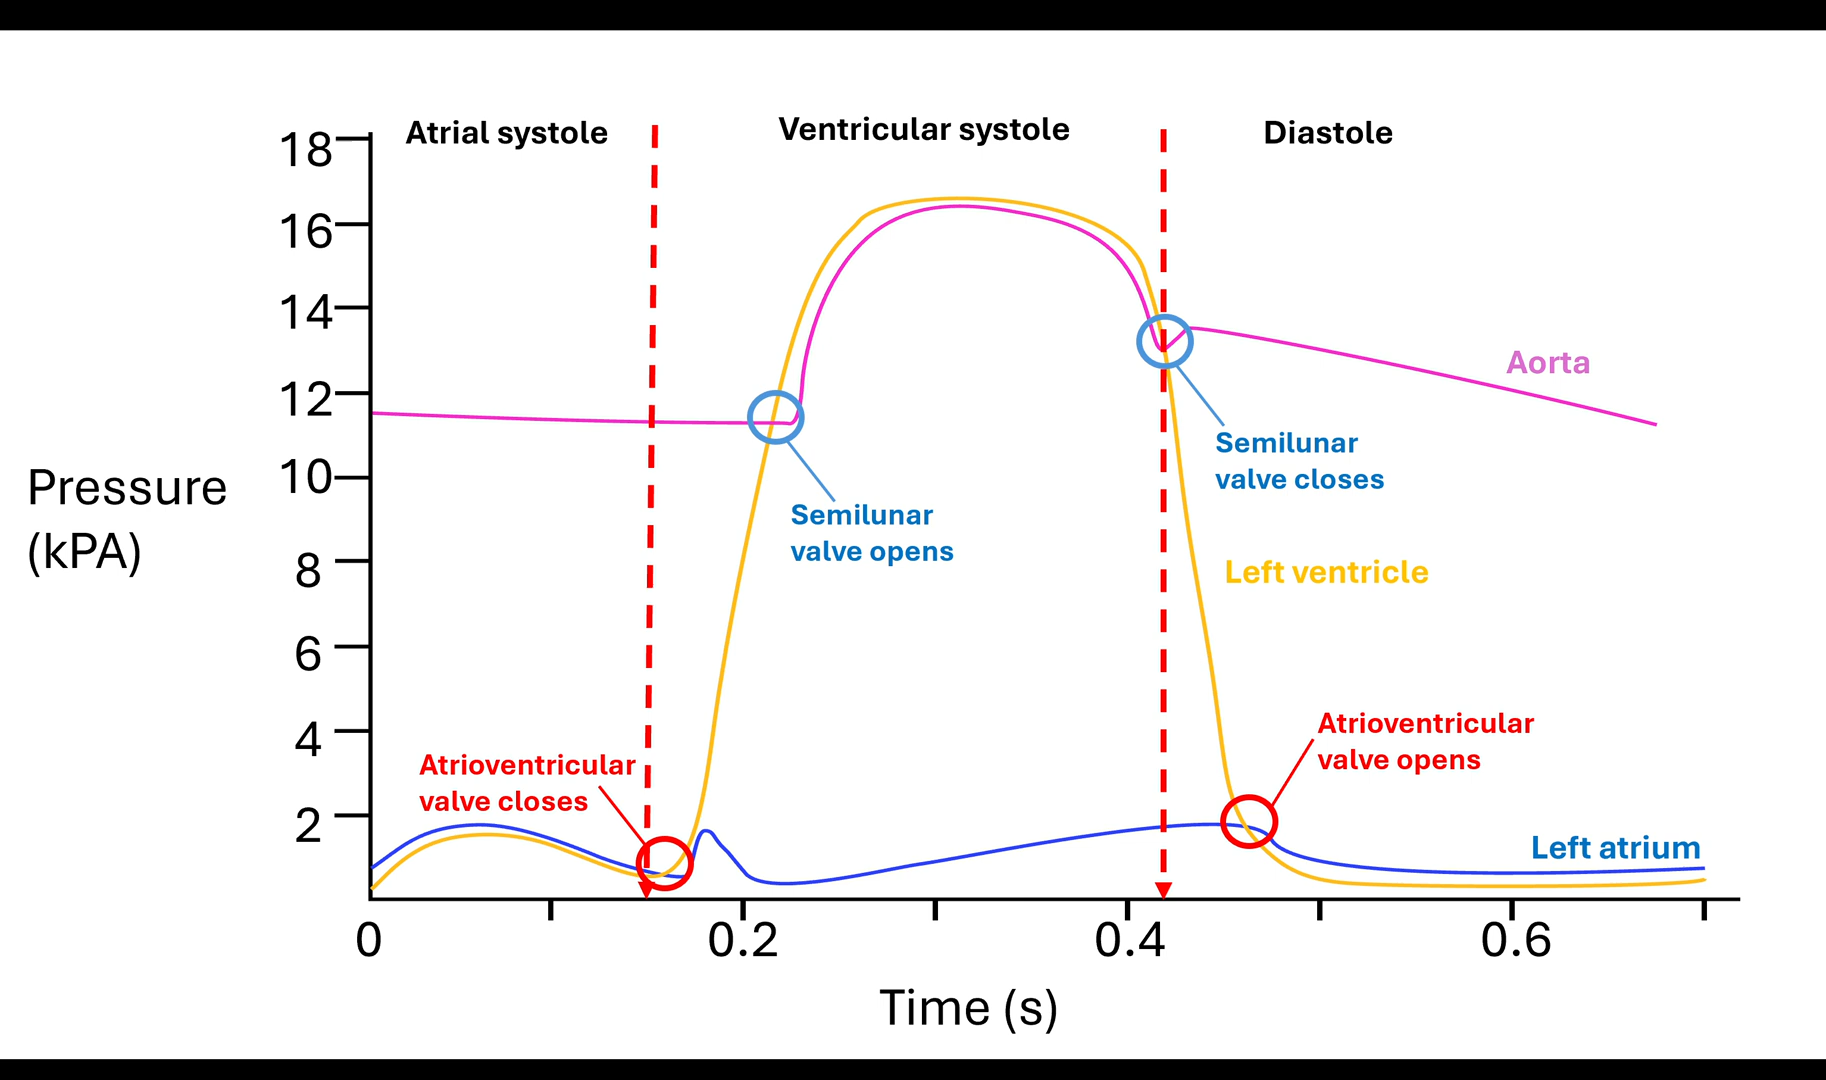 Atrial systole
Ventricular systole
Diastole
18
16
14
12
10
8
6
4
2
Pressure
(kPA)
Aorta
Semilunar
valve closes
Semilunar
valve opens
Left ventricle
Atrioventricular
valve opens
Atrioventricular
valve closes
Left atrium
0
0.2
0.4
0.6
Time (s)